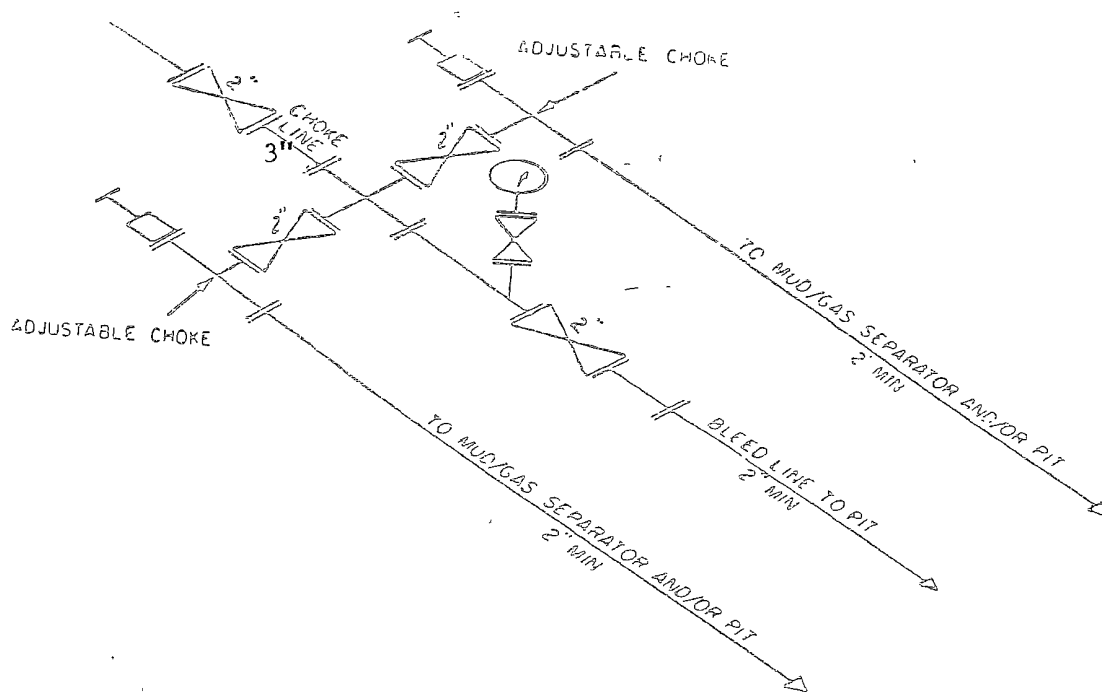 ADJUSTABLE CHOKE
2"
CHOKE
LINE
3"
2"
P
2"
ADJUSTABLE CHOKE
2"
TO MUD/GAS SEPARATOR AND/OR PIT
2" MIN
BLEED LINE TO PIT
2" MIN
TO MUD/GAS SEPARATOR AND/OR PIT
2" MIN